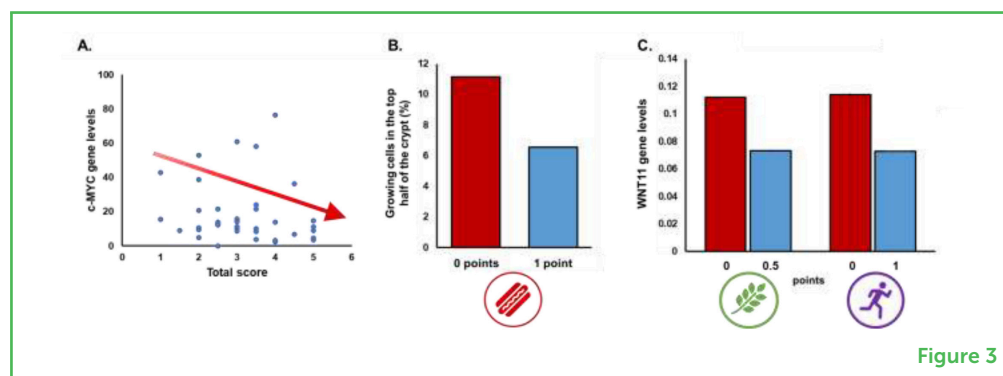 A.
c-MYC gene levels
100
80
60
40
20
0
0 1 2 3 4 5 6
Total score
B.
Growing cells in the top
half of the crypt (%)
12
10
8
6
4
2
0
0 points 1 point
C.
WNT11 gene levels
0.14
0.12
0.1
0.08
0.06
0.04
0.02
0
0 0.5 0 1
points
Figure 3